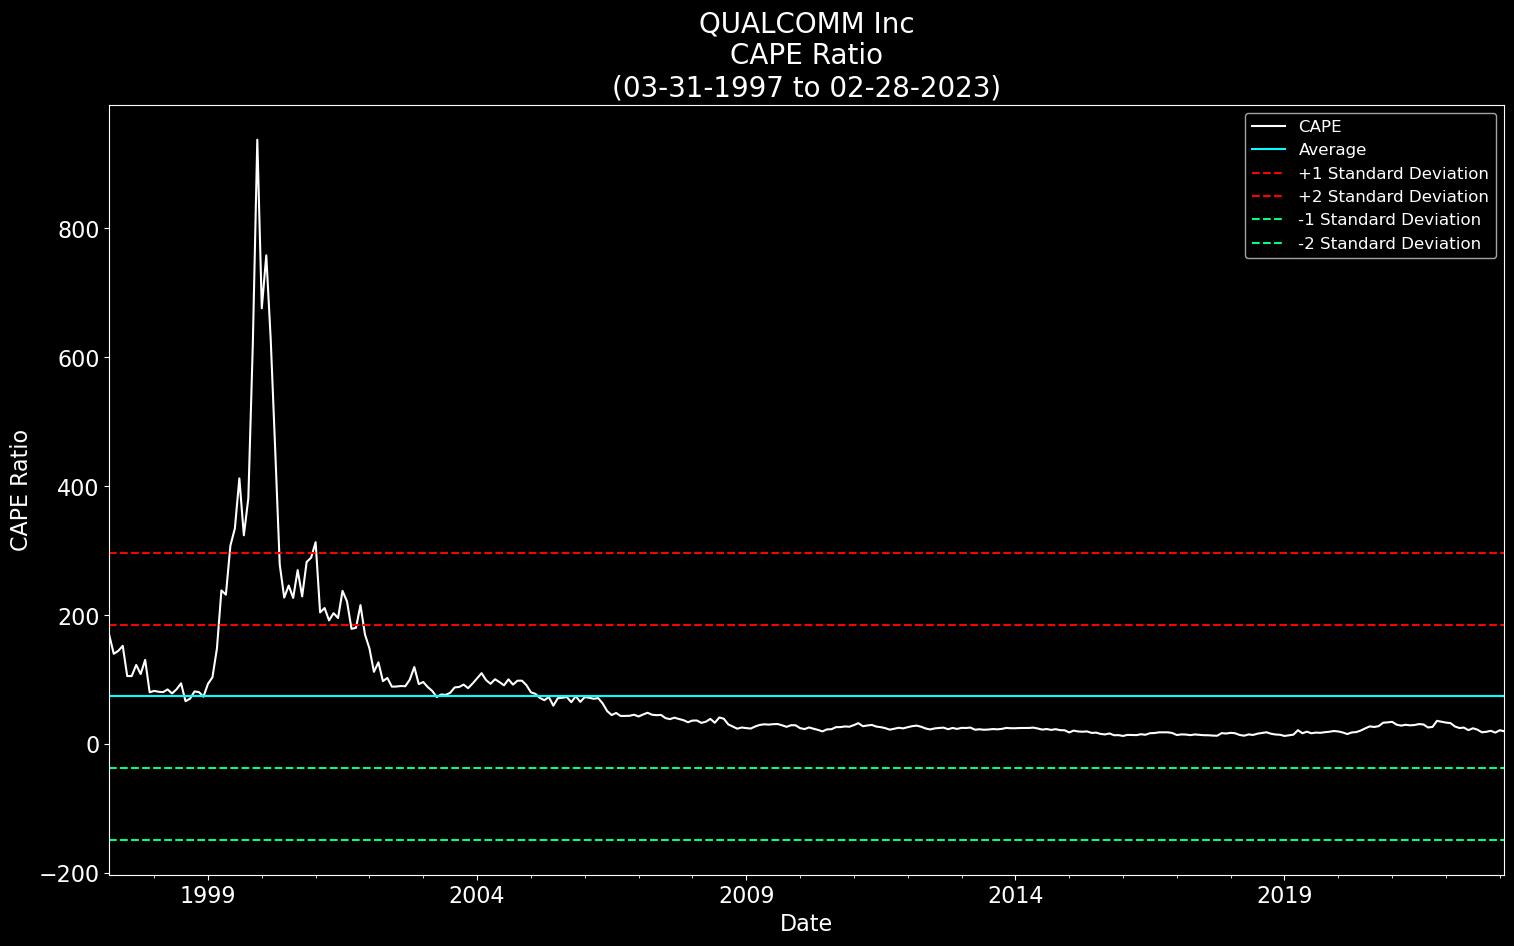 QUALCOMM Inc
CAPE Ratio
(03-31-1997 to 02-28-2023)
CAPE
Average
+1 Standard Deviation
+2 Standard Deviation
-1 Standard Deviation
-2 Standard Deviation
CAPE Ratio
800
600
400
200
0
−200
1999 2004 2009 2014 2019
Date